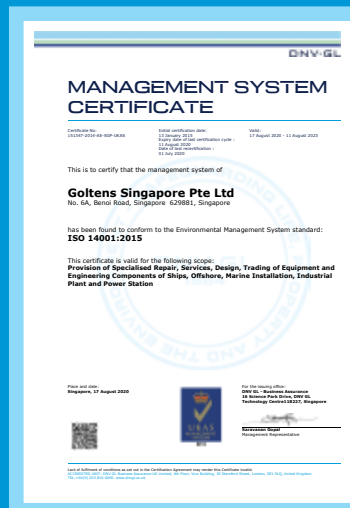 DNV·GL
MANAGEMENT SYSTEM
CERTIFICATE
Certificate No:
Initial certification date:
13 January 2015
Expiry date of last certification cycle :
11 August 2020
Date of last recertification :
01 July 2020
Valid:
17 August 2020 - 11 August 2023
This is to certify that the management system of
Goltens Singapore Pte Ltd
No. 6A, Benoi Road, Singapore 629881, Singapore
has been found to conform to the Environmental Management System standard:
ISO 14001:2015
This certificate is valid for the following scope:
Provision of Specialised Repair, Services, Design, Trading of Equipment and
Engineering Components of Ships, Offshore, Marine Installation, Industrial
Plant and Power Station
Place and date:
Singapore, 17 August 2020
UKAS
MANAGEMENT
SYSTEMS
For the issuing office:
DNV GL - Business Assurance
16 Science Park Drive, DNV GL
Technology Centre118227, Singapore
Saravanan Gopal
Management Representative
Lack of fulfilment of conditions as set out in the Certification Agreement may render this Certificate invalid.